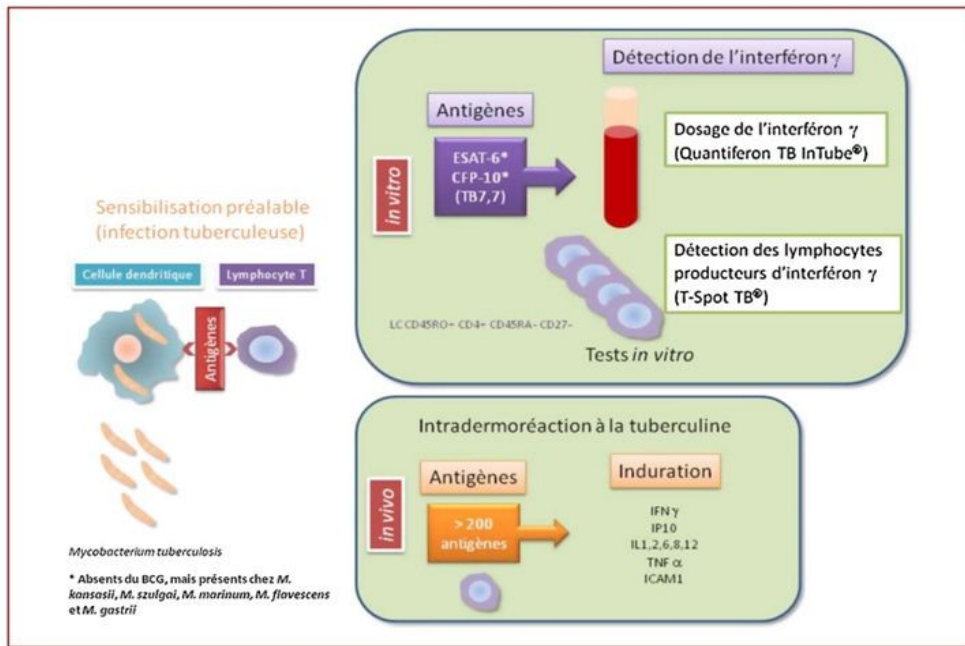 Sensibilisation préalable
(infection tuberculeuse)
Cellule dendritique
Lymphocyte T
Antigènes
Mycobacterium tuberculosis
* Absents du BCG, mais présents chez M.
kansasii, M. szulgai, M. marinum, M. flavescens
et M. gastrii
in vitro
Antigènes
ESAT-6*
CFP-10*
(TB7,7)
Détection de l'interféron γ
Dosage de l'interféron γ
(Quantiferon TB InTube®)
Détection des lymphocytes
producteurs d'interféron γ
(T-Spot TB®)
LC CD45RO+ CD4+ CD45RA- CD27-
Tests in vitro
Intradermoréaction à la tuberculine
in vivo
Antigènes
> 200
antigènes
Induration
IFN γ
IP10
IL1,2,6,8,12
TNF α
ICAM1